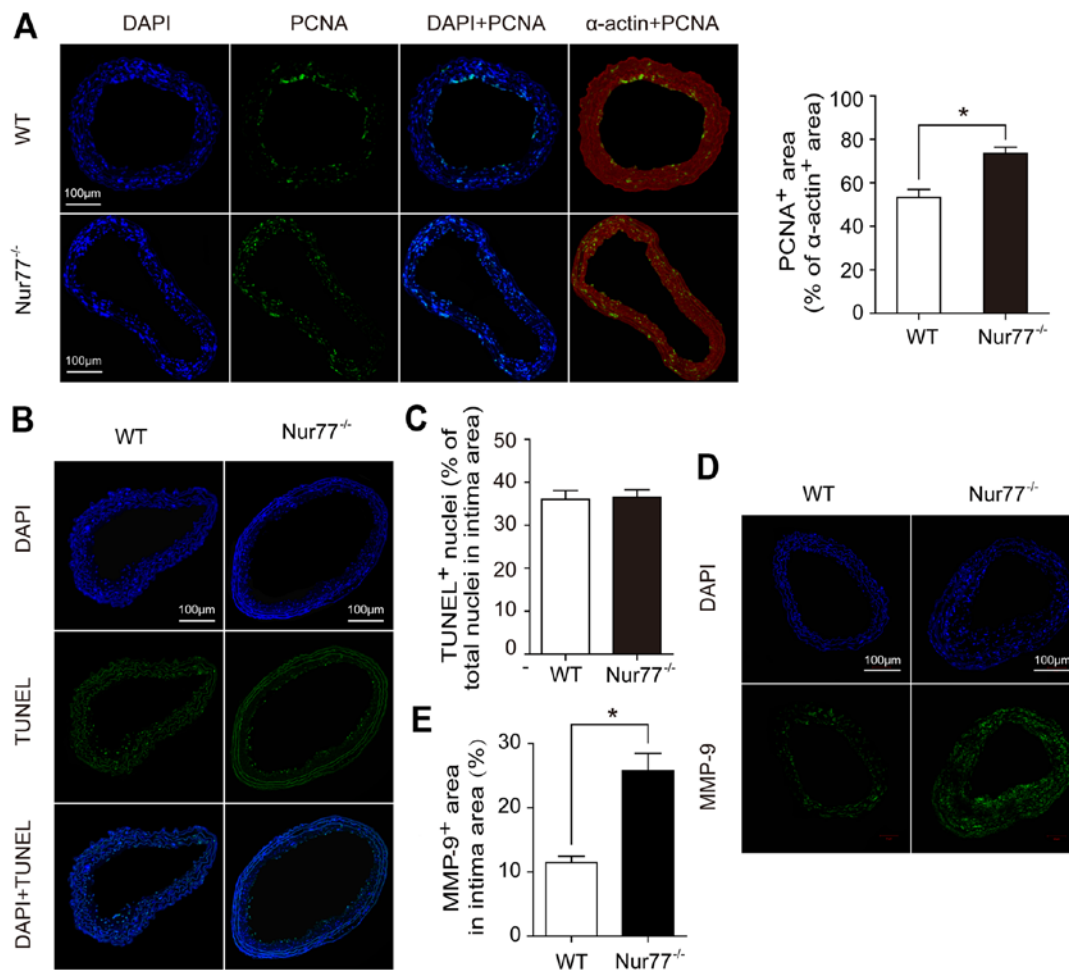 A
DAPI
PCNA
DAPI+PCNA
α-actin+PCNA
WT
100μm
Nur77-/-
100μm
PCNA+ area
(% of α-actin+ area)
100
80
60
40
20
0
*
WT
Nur77-/-
B
WT
Nur77-/-
DAPI
100μm
100μm
TUNEL
DAPI+TUNEL
C
TUNEL+ nuclei (% of
total nuclei in intima area)
50
40
30
20
10
0
WT
Nur77-/-
D
WT
Nur77-/-
DAPI
100μm
100μm
MMP-9
E
MMP-9+ area
in intima area (%)
30
20
10
0
*
WT
Nur77-/-